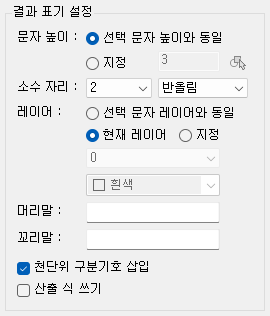 결과 표기 설정
문자 높이 : 선택 문자 높이와 동일
지정 3
소수 자리 : 2 반올림
레이어 : 선택 문자 레이어와 동일
현재 레이어 지정
0
흰색
머리말 :
꼬리말 :
천단위 구분기호 삽입
산출 식 쓰기